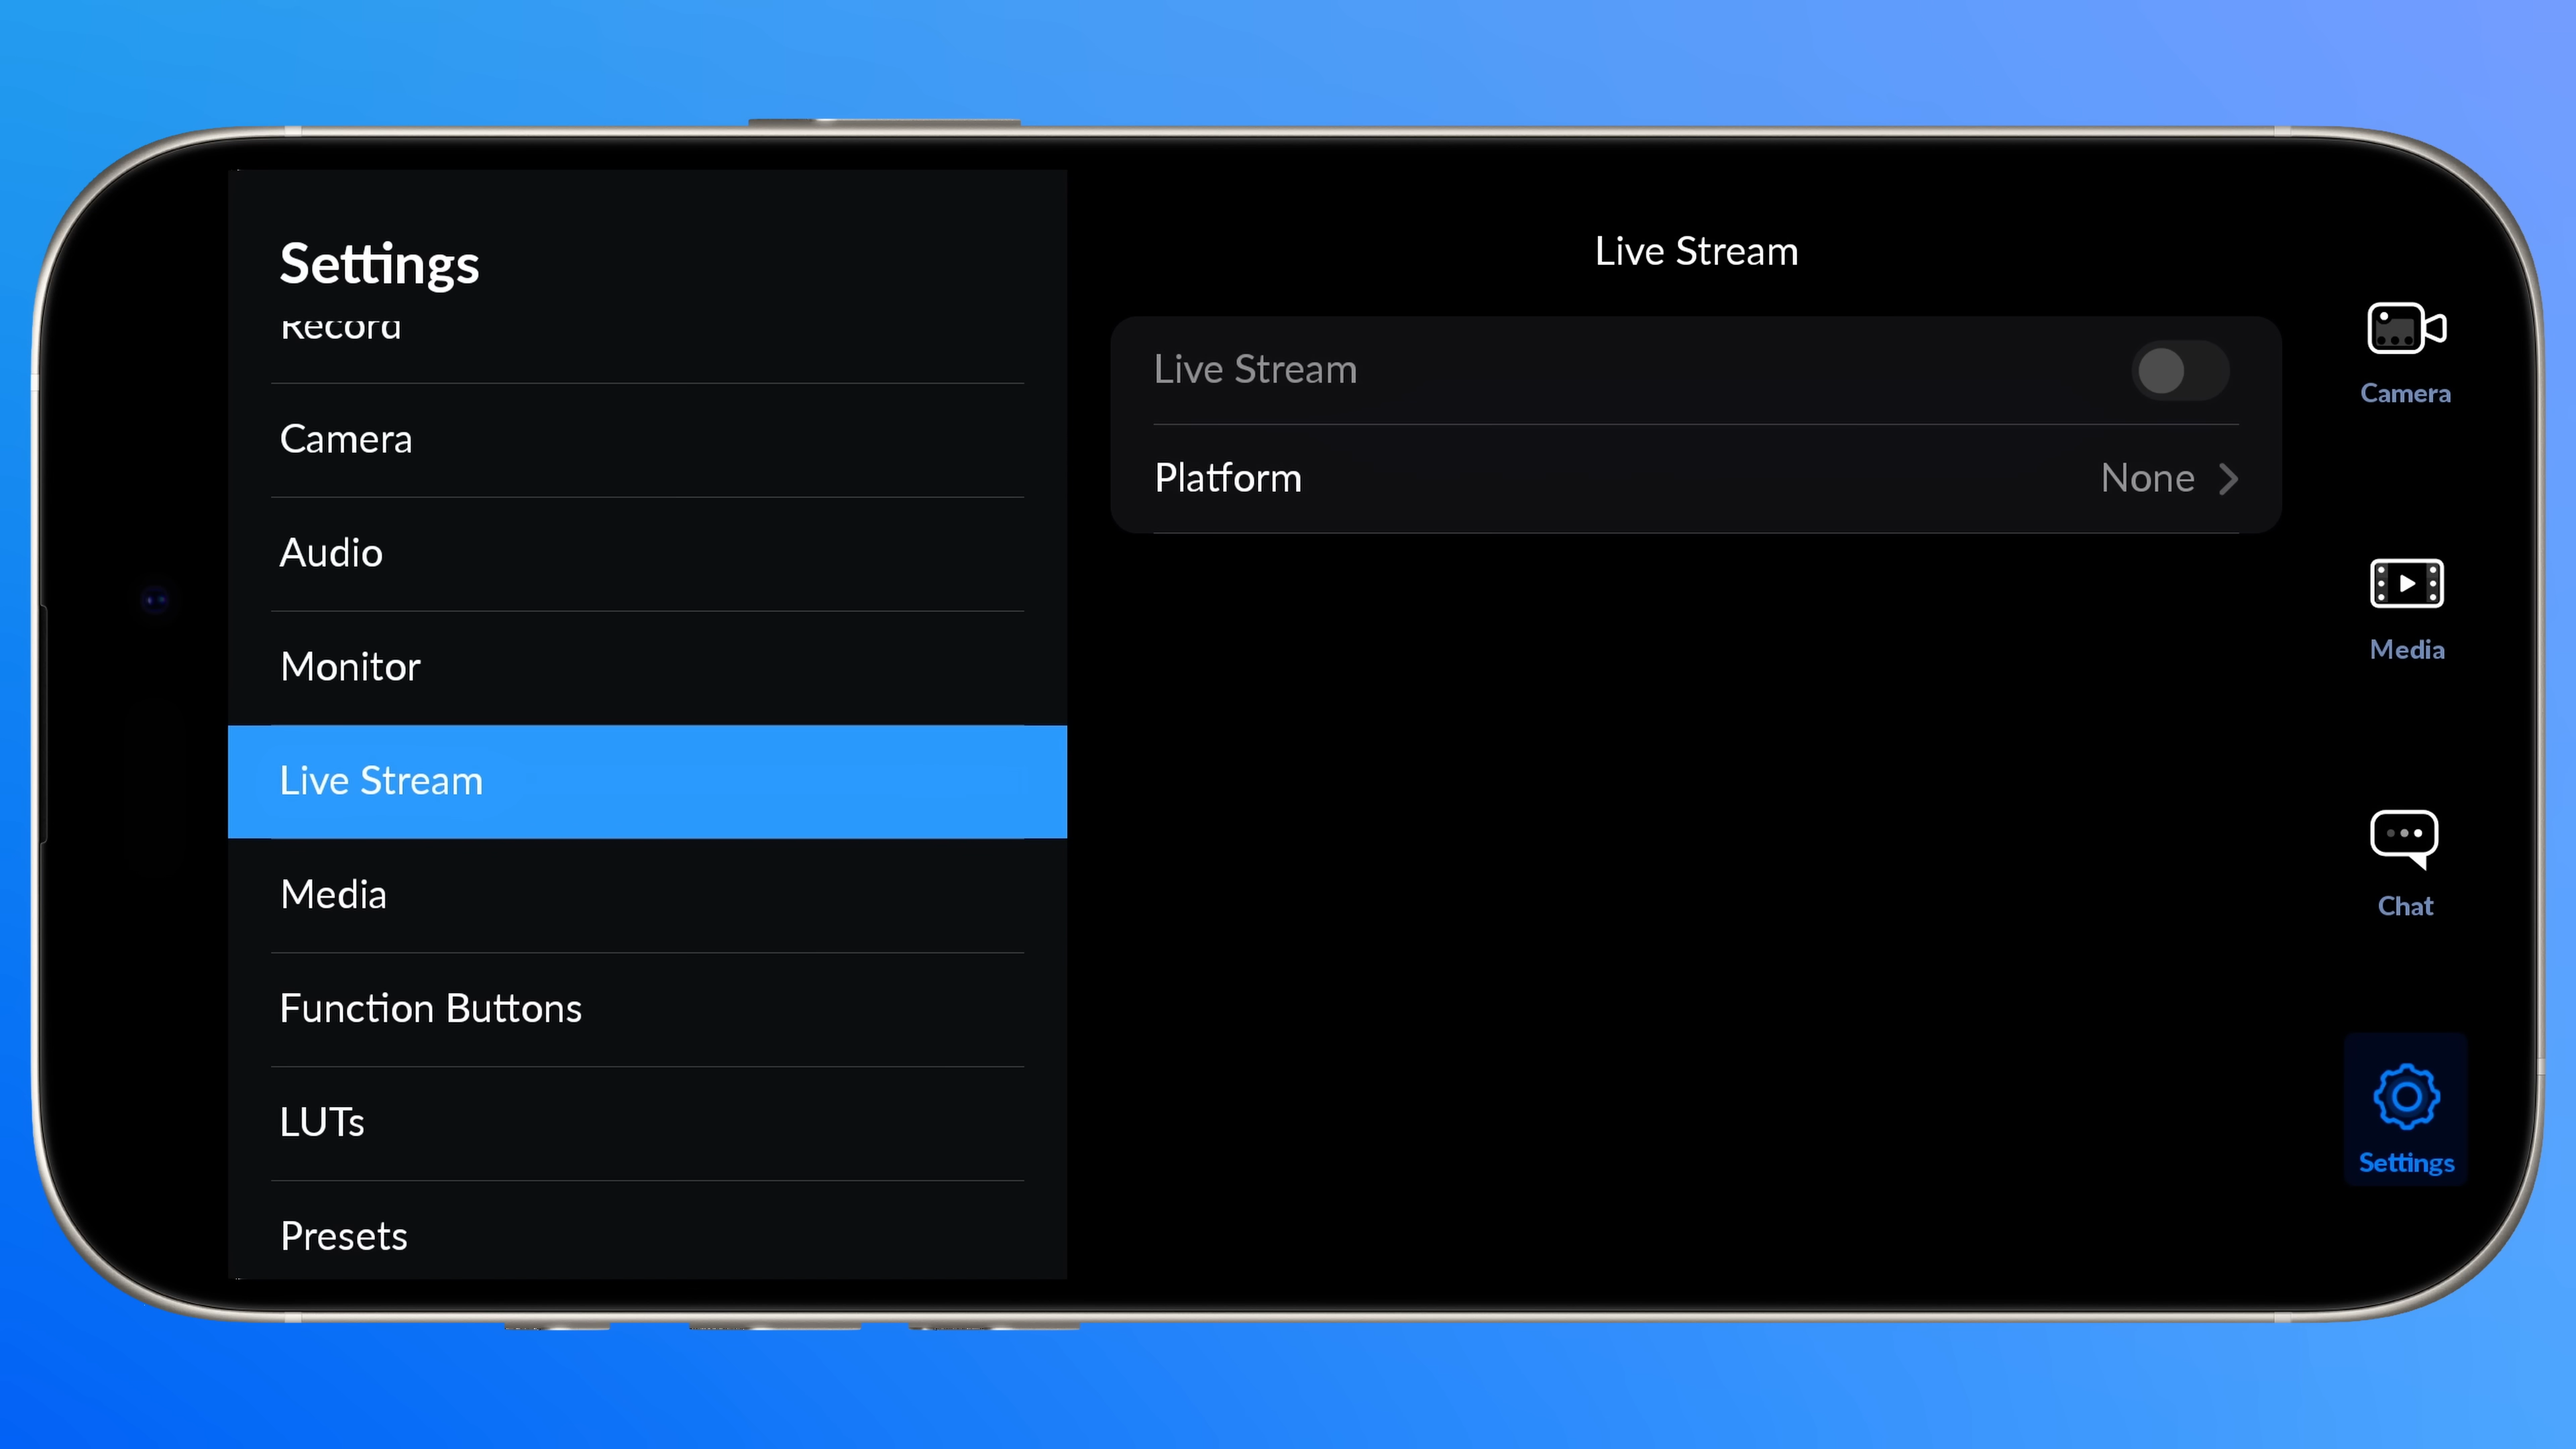 Settings
Record
Camera
Audio
Monitor
Live Stream
Media
Function Buttons
LUTs
Presets
Live Stream
Live Stream
Platform None
Camera
Media
Chat
Settings